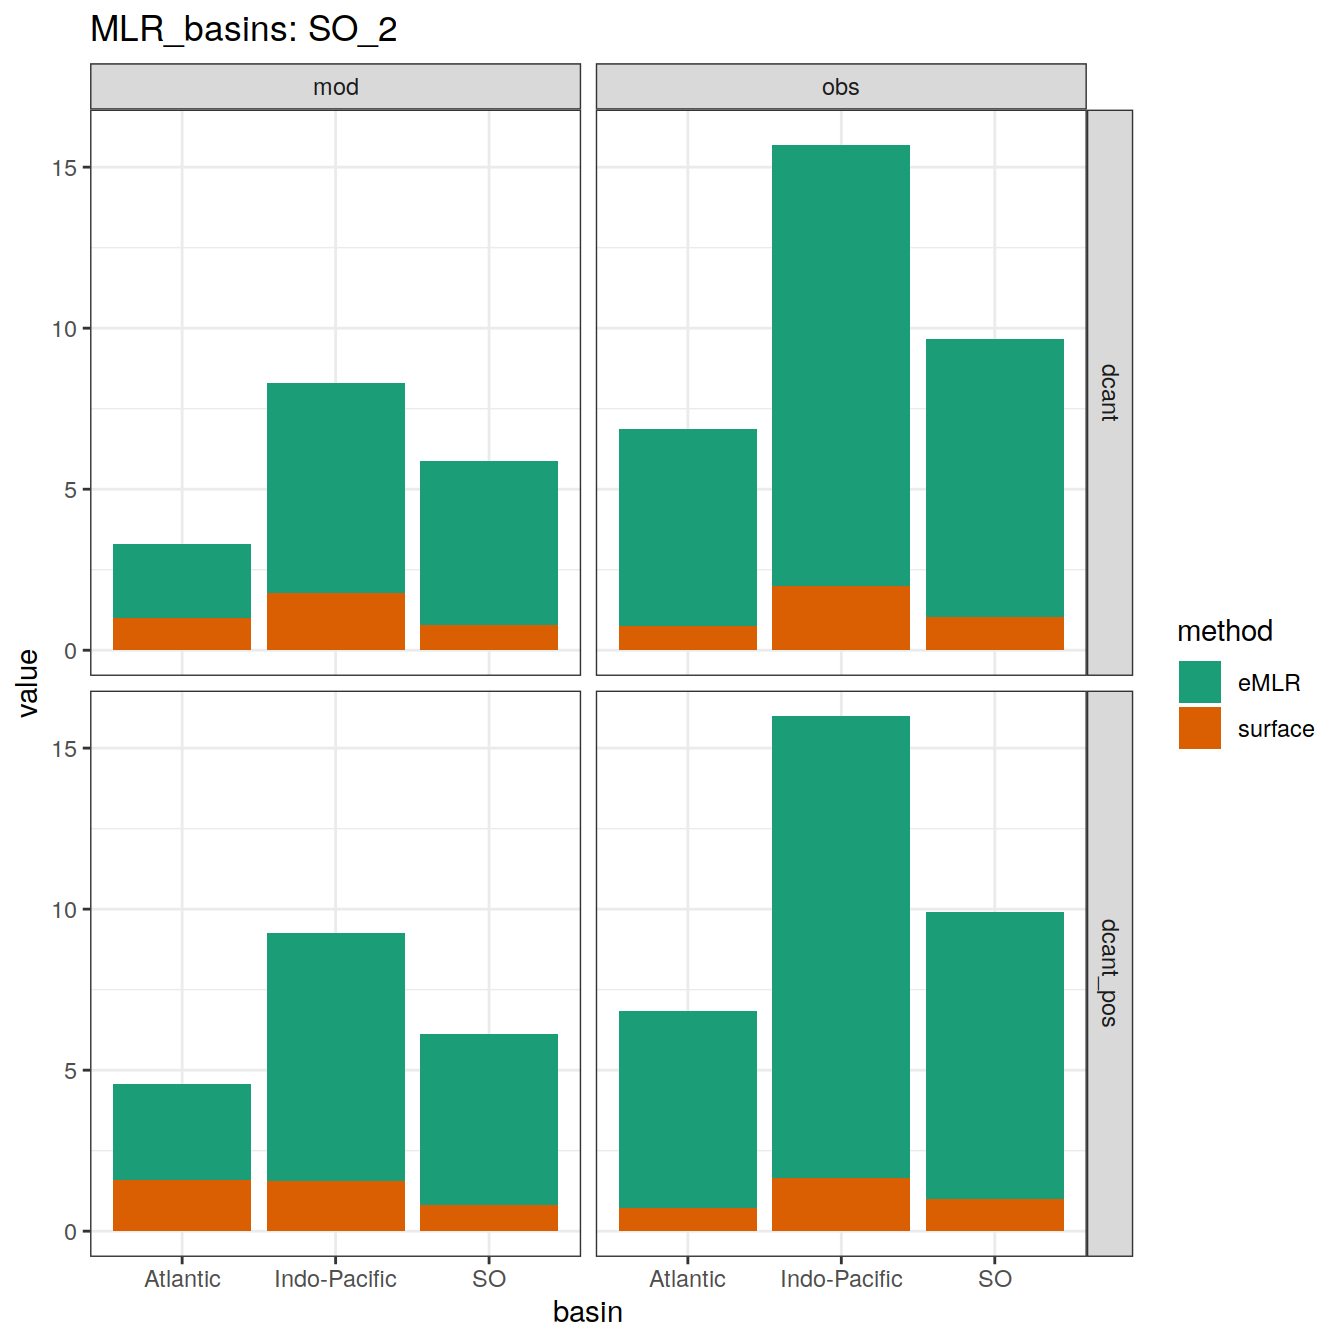 MLR_basins: SO_2
mod
obs
15
10
5
0
dcant
value
15
10
5
0
dcant_pos
Atlantic
Indo-Pacific
SO
Atlantic
Indo-Pacific
SO
basin
method
eMLR
surface